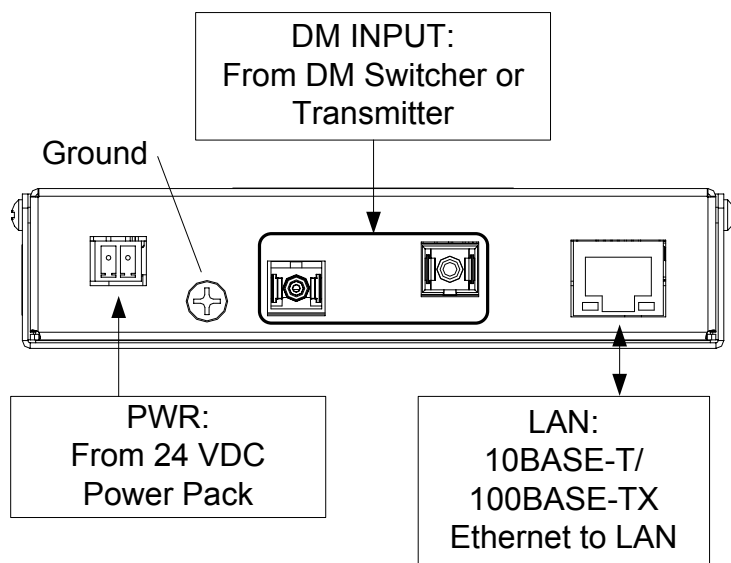 DM INPUT:
From DM Switcher or
Transmitter
Ground
PWR:
From 24 VDC
Power Pack
LAN:
10BASE-T/
100BASE-TX
Ethernet to LAN